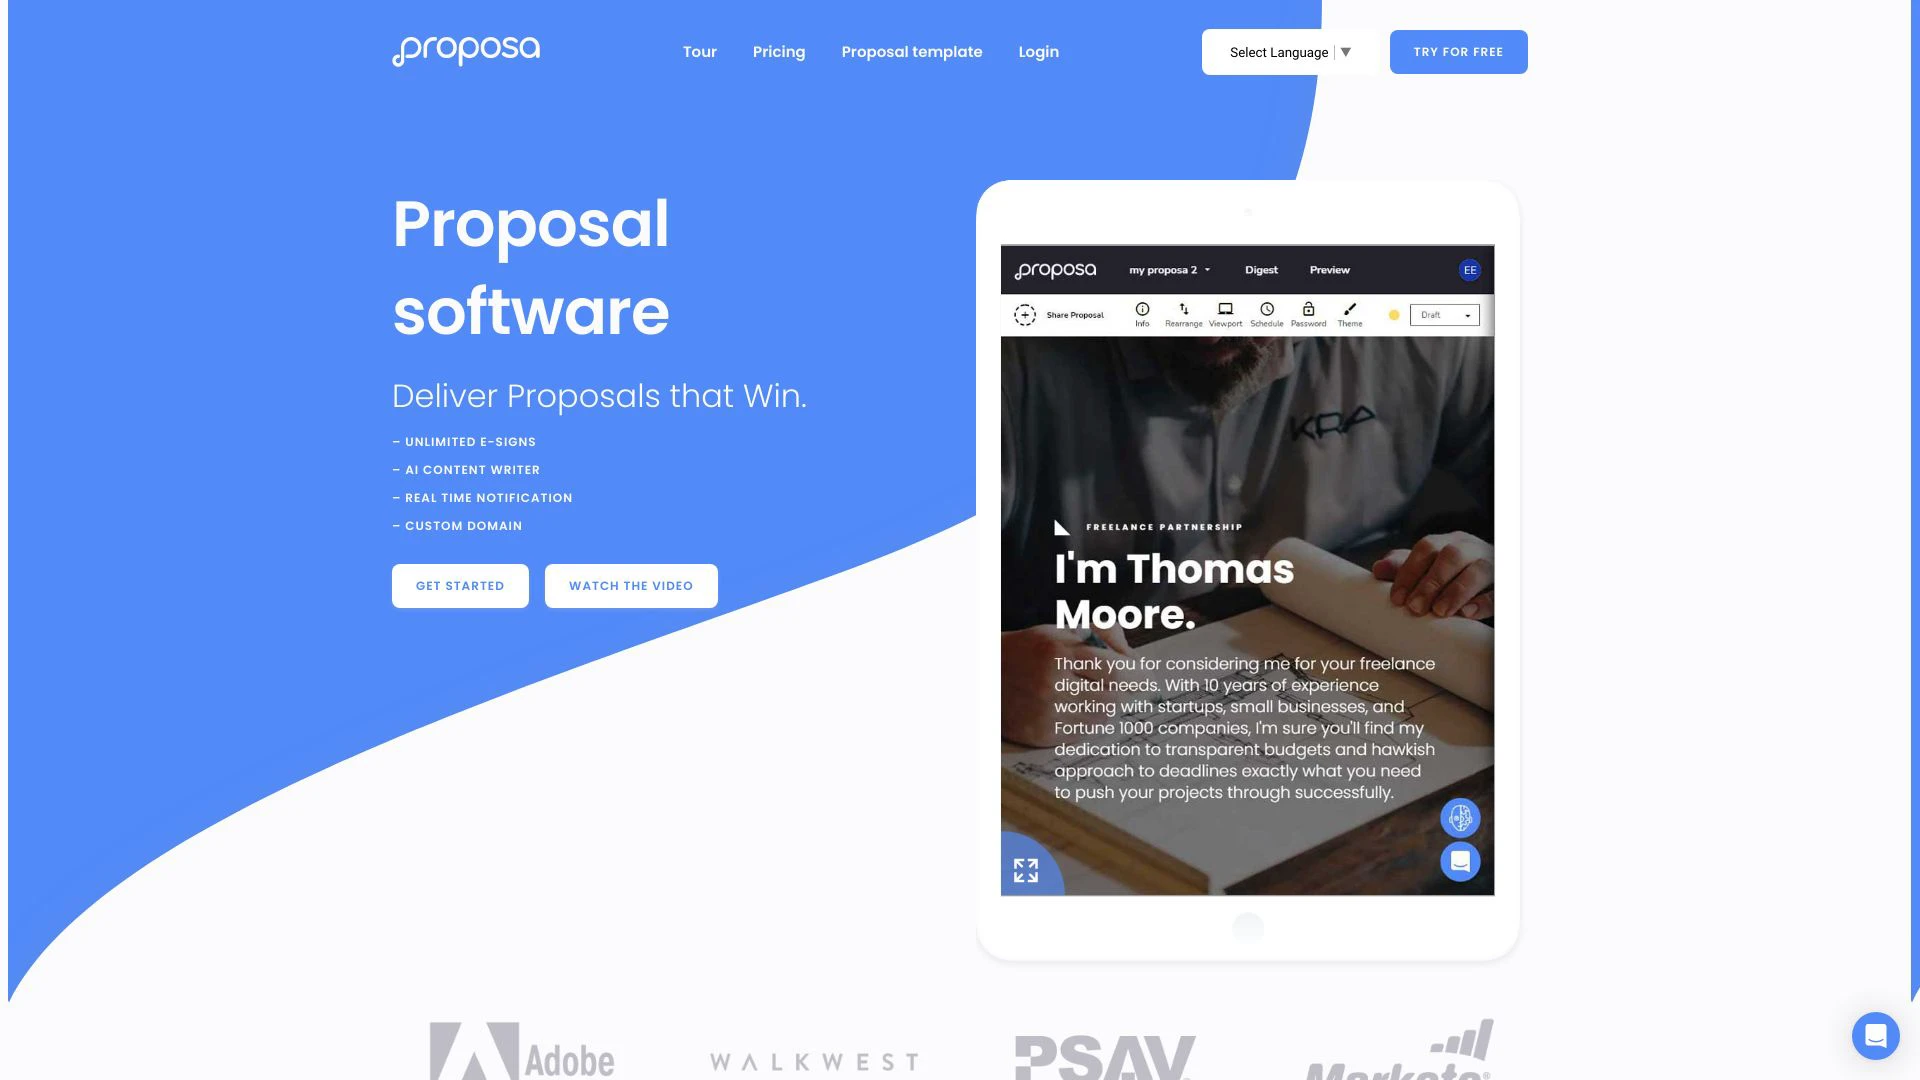 proposa
Tour
Pricing
Proposal template
Login
Select Language ▼
TRY FOR FREE
Proposal
software
Deliver Proposals that Win.
– UNLIMITED E-SIGNS
– AI CONTENT WRITER
– REAL TIME NOTIFICATION
– CUSTOM DOMAIN
GET STARTED
WATCH THE VIDEO
proposa
my proposa 2
Digest
Preview
EE
Share Proposal
Info
Rearrange
Viewport
Schedule
Password
Theme
Draft
KRA
FREELANCE PARTNERSHIP
I'm Thomas
Moore.
Thank you for considering me for your freelance
digital needs. With 10 years of experience
working with startups, small businesses, and
Fortune 1000 companies, I'm sure you'll find my
dedication to transparent budgets and hawkish
approach to deadlines exactly what you need
to push your projects through successfully.
Adobe
WALKWEST
PSAV.
Marketo®